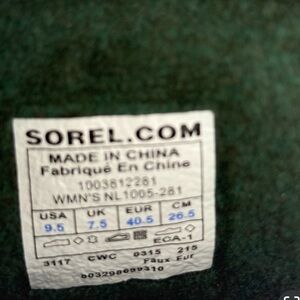 SOREL.COM
MADE IN CHINA
Fabriqué En Chine
1003812281
WMN'S NL1005-281
USA UK EUR CM
9.5 7.5 40.5 26.5
ECA-1
3117 CWC 0315 215
Faux Fur